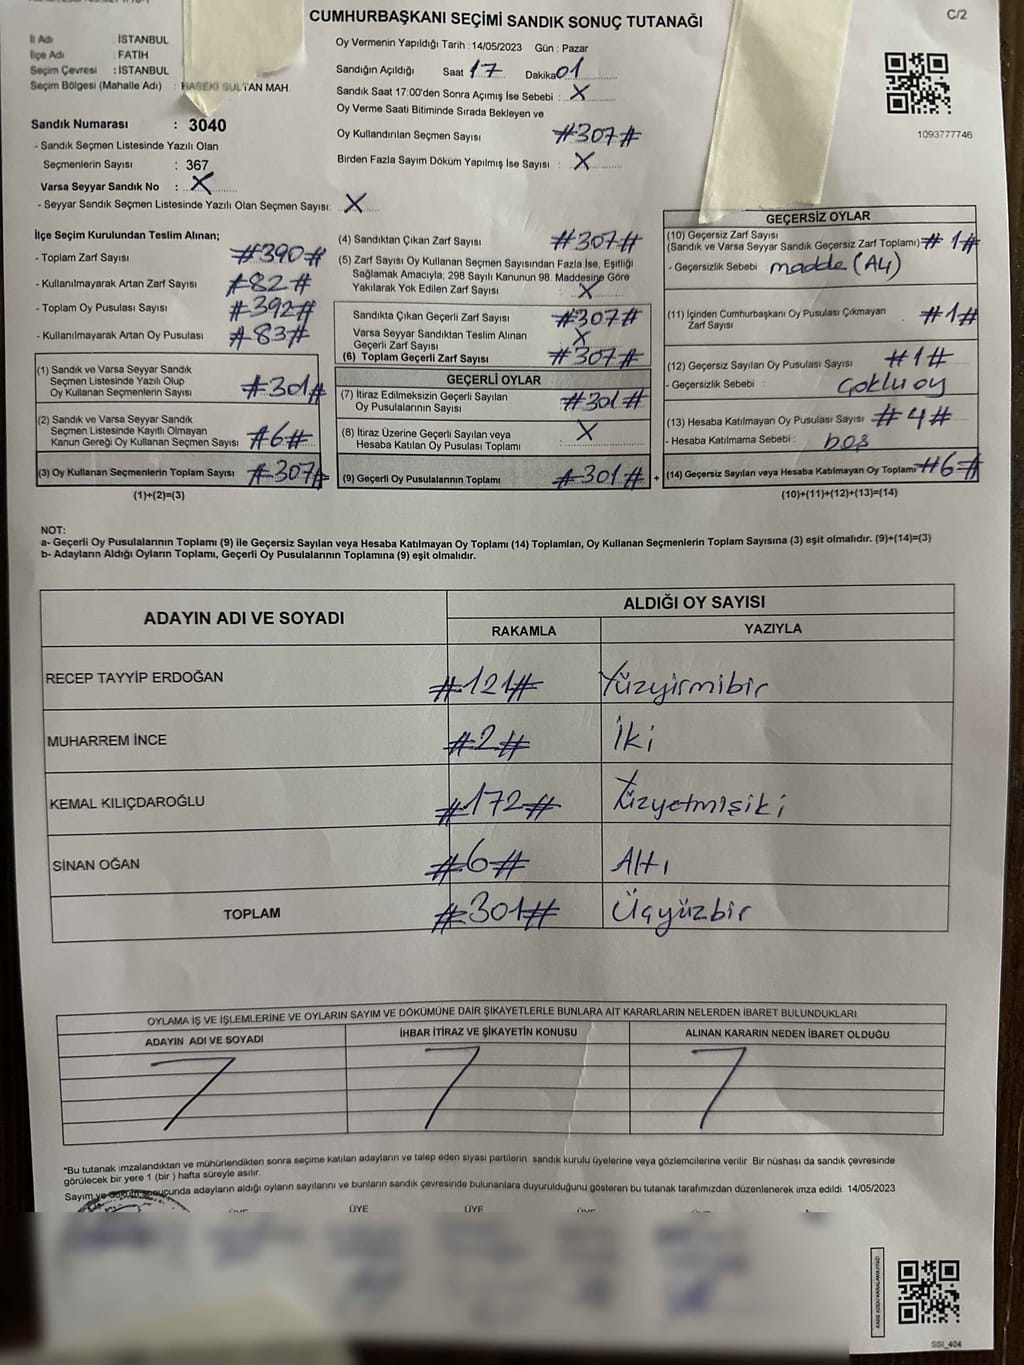 CUMHURBAŞKANI SEÇİMİ SANDIK SONUÇ TUTANAĞI
C/2
İl Adı İSTANBUL
İlçe Adı : FATİH
Seçim Çevresi : İSTANBUL
Seçim Bölgesi (Mahalle Adı) : HASEKİ SULTAN MAH.
Sandık Numarası : 3040
- Sandık Seçmen Listesinde Yazılı Olan
Seçmenlerin Sayısı : 367
Varsa Seyyar Sandık No : X
- Seyyar Sandık Seçmen Listesinde Yazılı Olan Seçmen Sayısı: X
Oy Vermenin Yapıldığı Tarih : 14/05/2023 Gün : Pazar
Sandığın Açıldığı Saat 17 Dakika 01
Sandık Saat 17:00'den Sonra Açımış İse Sebebi : X
Oy Verme Saati Bitiminde Sırada Bekleyen ve
Oy Kullandırılan Seçmen Sayısı #307#
Birden Fazla Sayım Döküm Yapılmış İse Sayısı : X
1093777746
İlçe Seçim Kurulundan Teslim Alınan;
- Toplam Zarf Sayısı #390#
- Kullanılmayarak Artan Zarf Sayısı #82#
- Toplam Oy Pusulası Sayısı #392#
- Kullanılmayarak Artan Oy Pusulası #83#
(1) Sandık ve Varsa Seyyar Sandık
Seçmen Listesinde Yazılı Olup
Oy Kullanan Seçmenlerin Sayısı #301#
(2) Sandık ve Varsa Seyyar Sandık
Seçmen Listesinde Kayıtlı Olmayan
Kanun Gereği Oy Kullanan Seçmen Sayısı #6#
(3) Oy Kullanan Seçmenlerin Toplam Sayısı #307#
(1)+(2)=(3)
(4) Sandıktan Çıkan Zarf Sayısı #307#
(5) Zarf Sayısı Oy Kullanan Seçmen Sayısından Fazla İse, Eşitliği
Sağlamak Amacıyla; 298 Sayılı Kanunun 98. Maddesine Göre
Yakılarak Yok Edilen Zarf Sayısı : X
Sandıkta Çıkan Geçerli Zarf Sayısı #307#
Varsa Seyyar Sandıktan Teslim Alınan
Geçerli Zarf Sayısı X
(6) Toplam Geçerli Zarf Sayısı #307#
GEÇERLİ OYLAR
(7) İtiraz Edilmeksizin Geçerli Sayılan
Oy Pusulalarının Sayısı #301#
(8) İtiraz Üzerine Geçerli Sayılan veya
Hesaba Katılan Oy Pusulası Toplamı : X
(9) Geçerli Oy Pusulalarının Toplamı #301# +
GEÇERSİZ OYLAR
(10) Geçersiz Zarf Sayısı
(Sandık ve Varsa Seyyar Sandık Geçersiz Zarf Toplamı) #1#
- Geçersizlik Sebebi madde (A4)
(11) İçinden Cumhurbaşkanı Oy Pusulası Çıkmayan
Zarf Sayısı #1#
(12) Geçersiz Sayılan Oy Pusulası Sayısı #1#
- Geçersizlik Sebebi : çoklu oy
(13) Hesaba Katılmayan Oy Pusulası Sayısı #4#
- Hesaba Katılmama Sebebi : boş
(14) Geçersiz Sayılan veya Hesaba Katılmayan Oy Toplamı #6#
(10)+(11)+(12)+(13)=(14)
NOT:
a- Geçerli Oy Pusulalarının Toplamı (9) ile Geçersiz Sayılan veya Hesaba Katılmayan Oy Toplamı (14) Toplamları, Oy Kullanan Seçmenlerin Toplam Sayısına (3) eşit olmalıdır. (9)+(14)=(3)
b- Adayların Aldığı Oyların Toplamı, Geçerli Oy Pusulalarının Toplamına (9) eşit olmalıdır.
ADAYIN ADI VE SOYADI ALDIĞI OY SAYISI
RAKAMLA YAZIYLA
RECEP TAYYİP ERDOĞAN #121# Yüzyirmibir
MUHARREM İNCE #2# İki
KEMAL KILIÇDAROĞLU #172# Yüzyetmişiki
SİNAN OĞAN #6# Altı
TOPLAM #301# Üçyüzbir
OYLAMA İŞ VE İŞLEMLERİNE VE OYLARIN SAYIM VE DÖKÜMÜNE DAİR ŞİKAYETLERLE BUNLARA AİT KARARLARIN NELERDEN İBARET BULUNDUKLARI
ADAYIN ADI VE SOYADI İHBAR İTİRAZ VE ŞİKAYETİN KONUSU ALINAN KARARIN NEDEN İBARET OLDUĞU
*Bu tutanak imzalandıktan ve mühürlendikten sonra seçime katılan adayların ve talep eden siyasi partilerin sandık kurulu üyelerine veya gözlemcilerine verilir Bir nüshası da sandık çevresinde
görülecek bir yere 1 (bir ) hafta süreyle asılır.
Sayım ve döküm sonucunda adayların aldığı oyların sayılarını ve bunların sandık çevresinde bulunanlara duyurulduğunu gösteren bu tutanak tarafımızdan düzenlenerek imza edildi. 14/05/2023
ÜYE ÜYE ÜYE
SSI_404